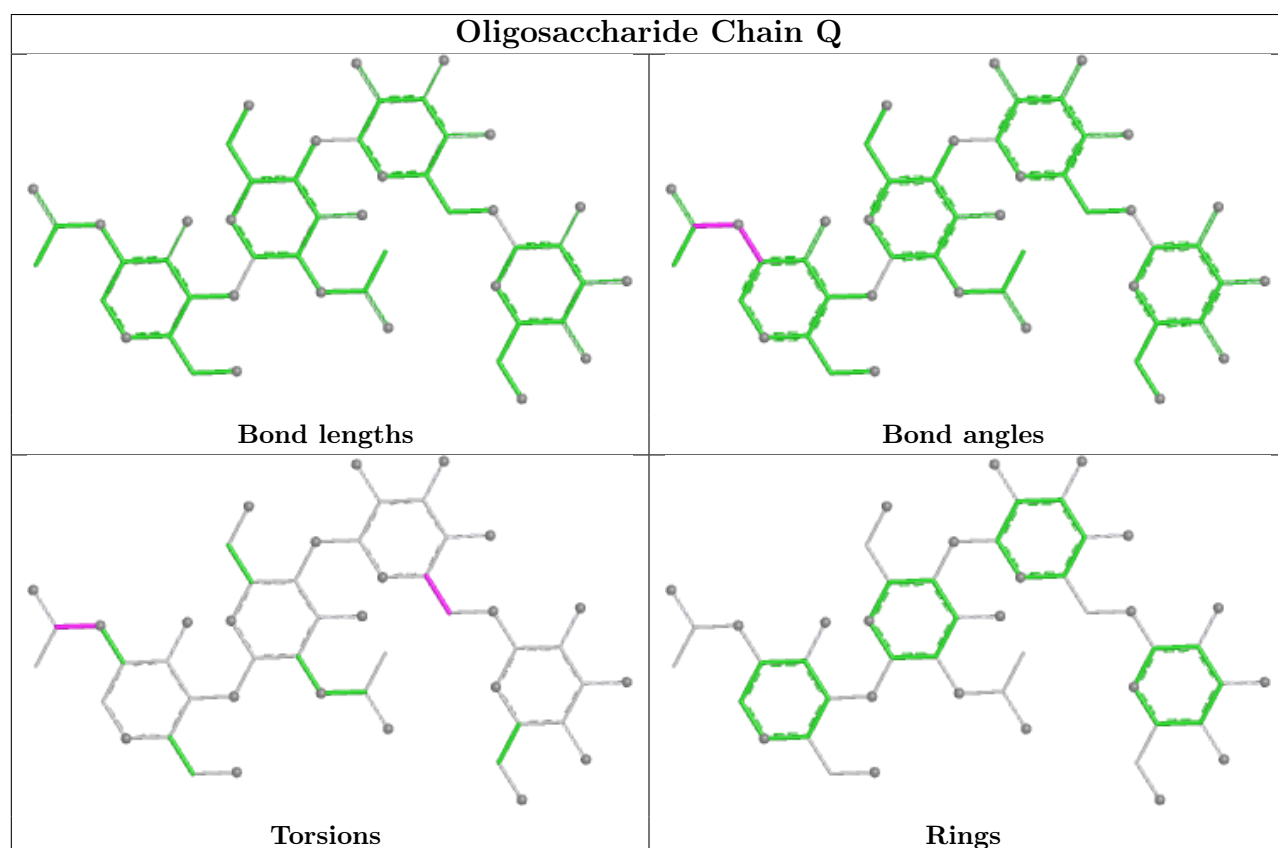 Oligosaccharide Chain Q
Bond lengths
Bond angles
Torsions
Rings